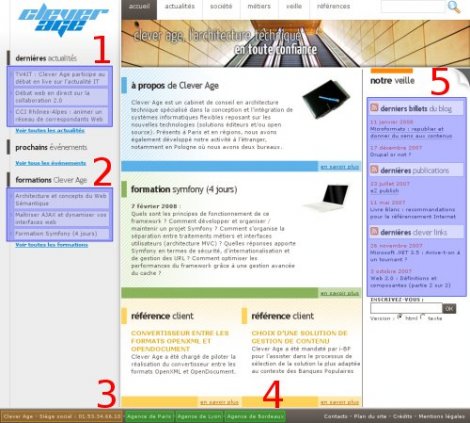 clever age
accueil actualités société métiers veille références
clever age, l'architecture technique
en toute confiance
1
dernières actualités
TVKIT : Clever Age participe au
débat en live sur l'actualité IT
Débat web en direct sur la
collaboration 2.0
CCI Rhône-Alpes : animer un
réseau de correspondants Web
Voir toutes les actualités
prochains événements
Voir tous les événements
2
formations Clever Age
Architecture et concepts du Web
Sémantique
Maîtriser AJAX et dynamiser vos
interfaces web
Formation Symfony (4 jours)
Voir toutes les formations
à propos de Clever Age
Clever Age est un cabinet de conseil en architecture
technique spécialisé dans la conception et l'intégration de
systèmes informatiques flexibles reposant sur les
nouvelles technologies (solutions éditeurs et/ou open
source). Présents à Paris et en régions, nous avons
également développé notre activité à l'étranger,
notamment en Pologne où nous avons deux bureaux.
en savoir plus
formation symfony (4 jours)
7 février 2008 :
Quels sont les principes de fonctionnement de ce
framework ? Comment développer et organiser /
maintenir un projet Symfony ? Comment s'organise la
séparation entre traitements métiers et interfaces
utilisateurs (architecture MVC) ? Quelles réponses apporte
Symfony en termes de sécurité, d'internationalisation et
de gestion des URL ? Comment optimiser les
performances du framework grâce à une gestion avancée
du cache ?
en savoir plus
référence client
CONVERTISSEUR ENTRE LES
FORMATS OPENXML ET
OPENDOCUMENT
Clever Age a été chargé de piloter la
réalisation du convertisseur entre les
formats OpenXML et OpenDocument.
en savoir plus
référence client
CHOIX D'UNE SOLUTION DE
GESTION DE CONTENU
Clever Age a été mandaté par i-BP
pour l'assister dans le processus de
sélection de la solution la plus adaptée
au contexte des Banques Populaires
en savoir plus
5
notre veille
derniers billets du blog
11 janvier 2008
Microformats : republier et
donner du sens aux contenus
17 décembre 2007
Drupal or not ?
dernières publications
23 juillet 2007
e2 publish
11 mai 2007
Livre blanc : recommandations
pour le référencement Internet
dernières clever links
26 novembre 2007
Microsoft .NET 3.5 : Arrive-t-on à
un tournant ?
3 octobre 2007
Web 2.0 : Définitions et
composantes (partie 2 sur 2)
INSCRIVEZ-VOUS :
OK
Version : html texte
3
4
Clever Age - Siège social - 01.53.34.66.10
Agence de Paris Agence de Lyon Agence de Bordeaux
Contacts - Plan du site - Crédits - Mentions légales